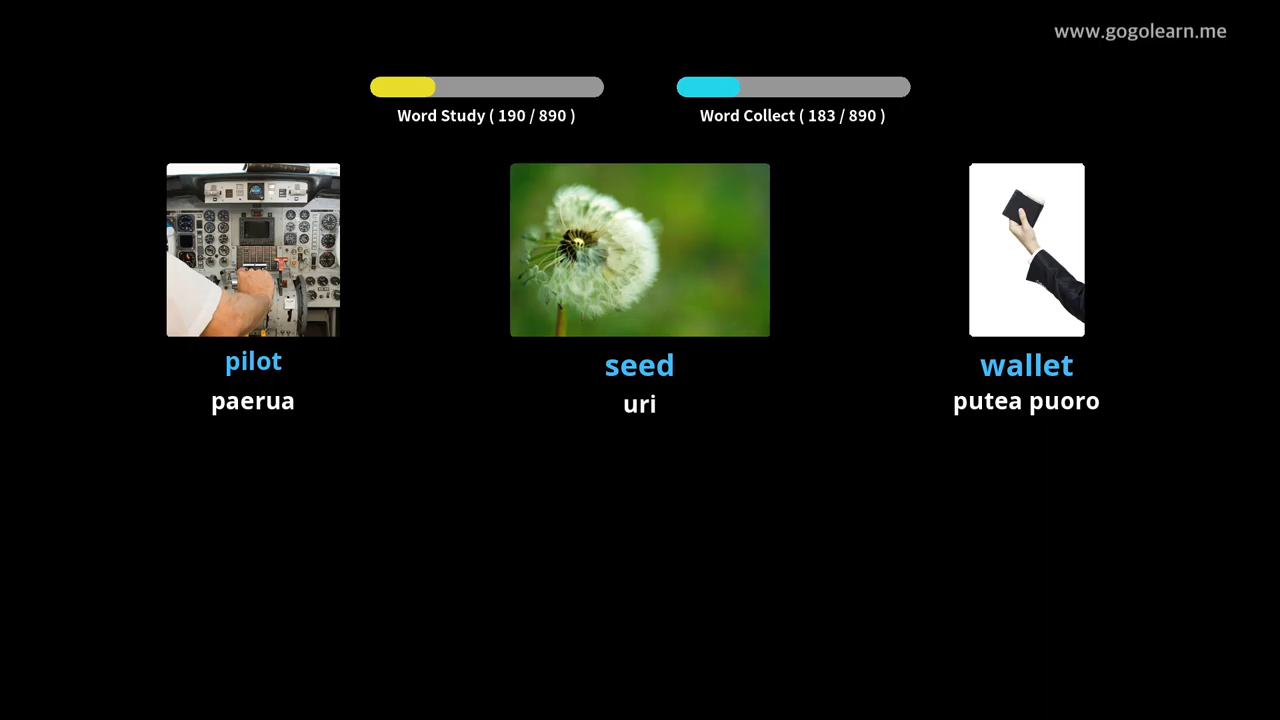 www.gogolearn.me
Word Study ( 190 / 890 )
Word Collect ( 183 / 890 )
pilot
paerua
seed
uri
wallet
putea puoro